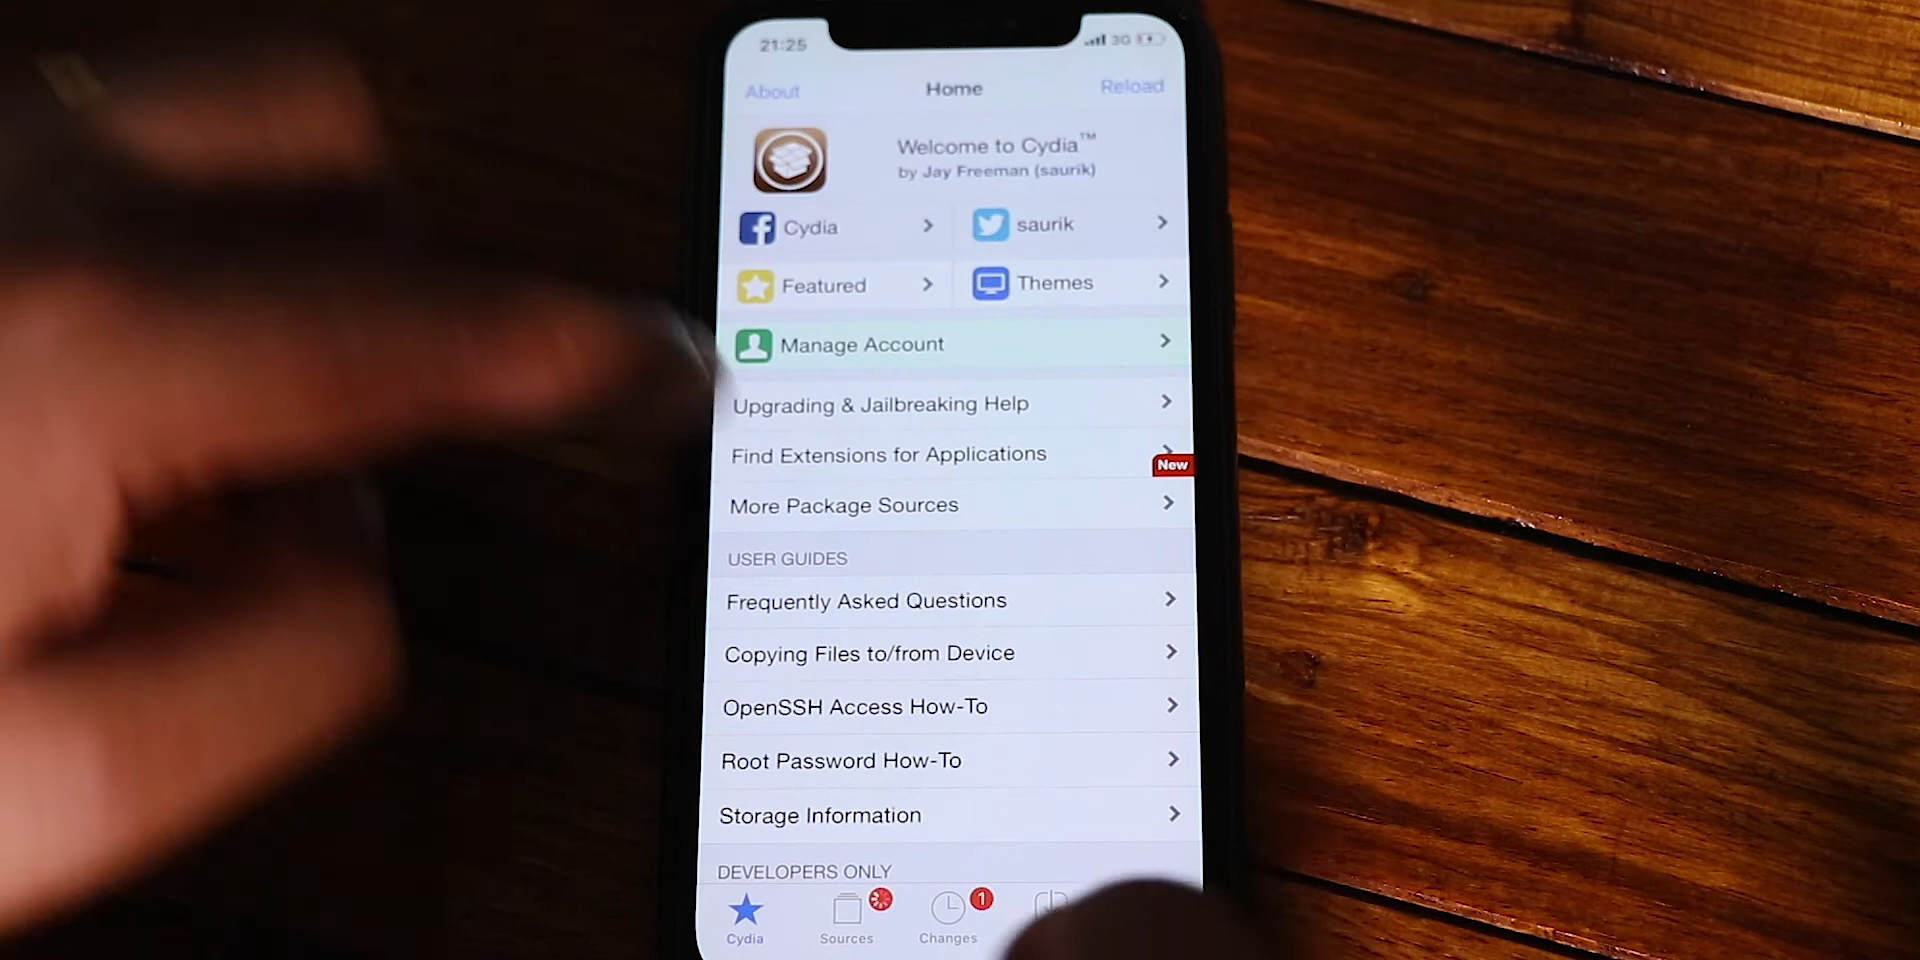 21:25
3G
About
Home
Reload
Welcome to Cydia™
by Jay Freeman (saurik)
Cydia
saurik
Featured
Themes
Manage Account
Upgrading & Jailbreaking Help
Find Extensions for Applications
New
More Package Sources
USER GUIDES
Frequently Asked Questions
Copying Files to/from Device
OpenSSH Access How-To
Root Password How-To
Storage Information
DEVELOPERS ONLY
1
Cydia
Sources
Changes